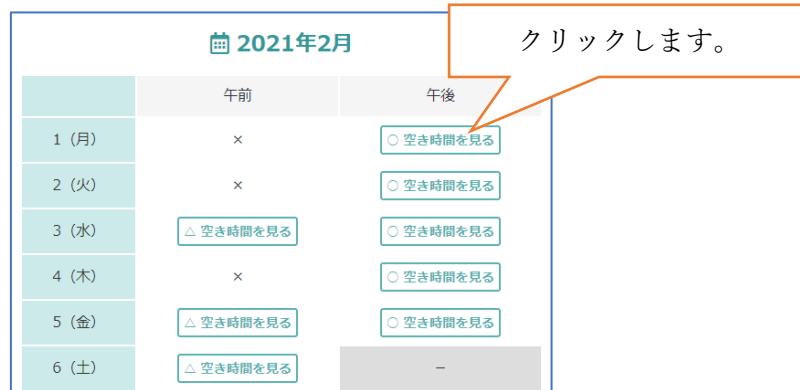 2021年2月
クリックします。
午前 午後
1（月） × ○ 空き時間を見る
2（火） × ○ 空き時間を見る
3（水） △ 空き時間を見る ○ 空き時間を見る
4（木） × ○ 空き時間を見る
5（金） △ 空き時間を見る ○ 空き時間を見る
6（土） △ 空き時間を見る －